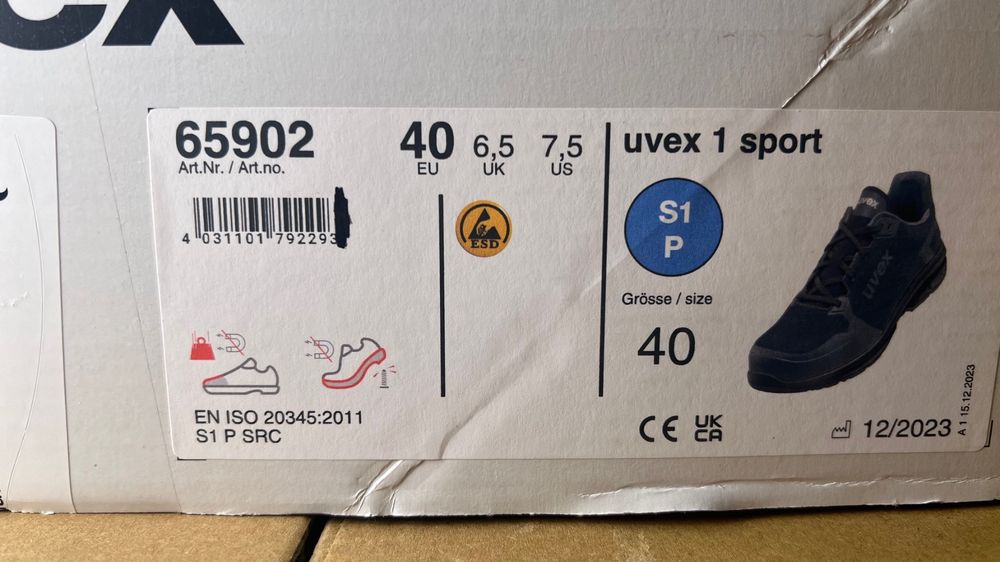 65902
Art.Nr. / Art.no.
40 6,5 7,5
EU UK US
4 031101 79229
ESD
EN ISO 20345:2011
S1 P SRC
uvex 1 sport
S1
P
Grösse / size
40
uvex
uvex
CE UK
CA
12/2023
A 1 15.12.2023